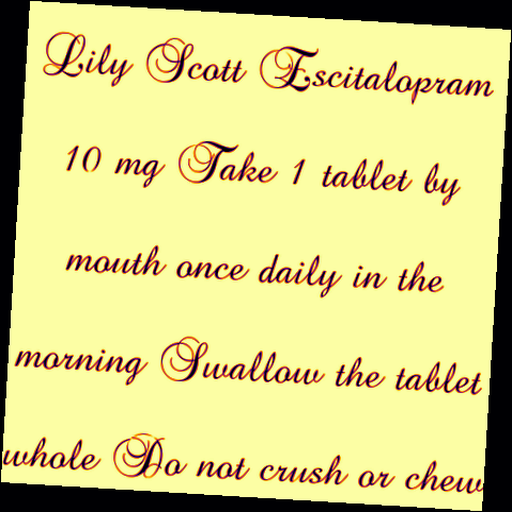 Lily Scott Escitalopram
10 mg Take 1 tablet by
mouth once daily in the
morning Swallow the tablet
whole Do not crush or chew